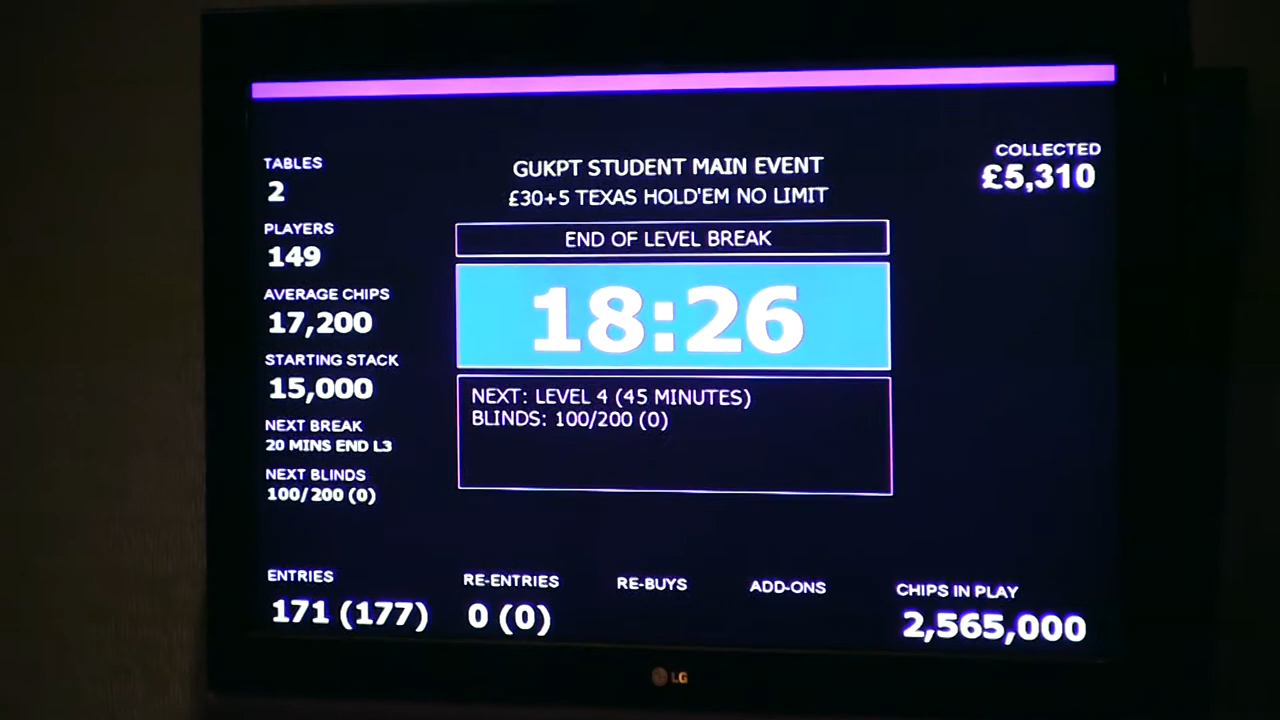 TABLES
2
PLAYERS
149
AVERAGE CHIPS
17,200
STARTING STACK
15,000
NEXT BREAK
20 MINS END L3
NEXT BLINDS
100/200 (0)
GUKPT STUDENT MAIN EVENT
£30+5 TEXAS HOLD'EM NO LIMIT
END OF LEVEL BREAK
18:26
NEXT: LEVEL 4 (45 MINUTES)
BLINDS: 100/200 (0)
COLLECTED
£5,310
ENTRIES
171 (177)
RE-ENTRIES
0 (0)
RE-BUYS
ADD-ONS
CHIPS IN PLAY
2,565,000
LG